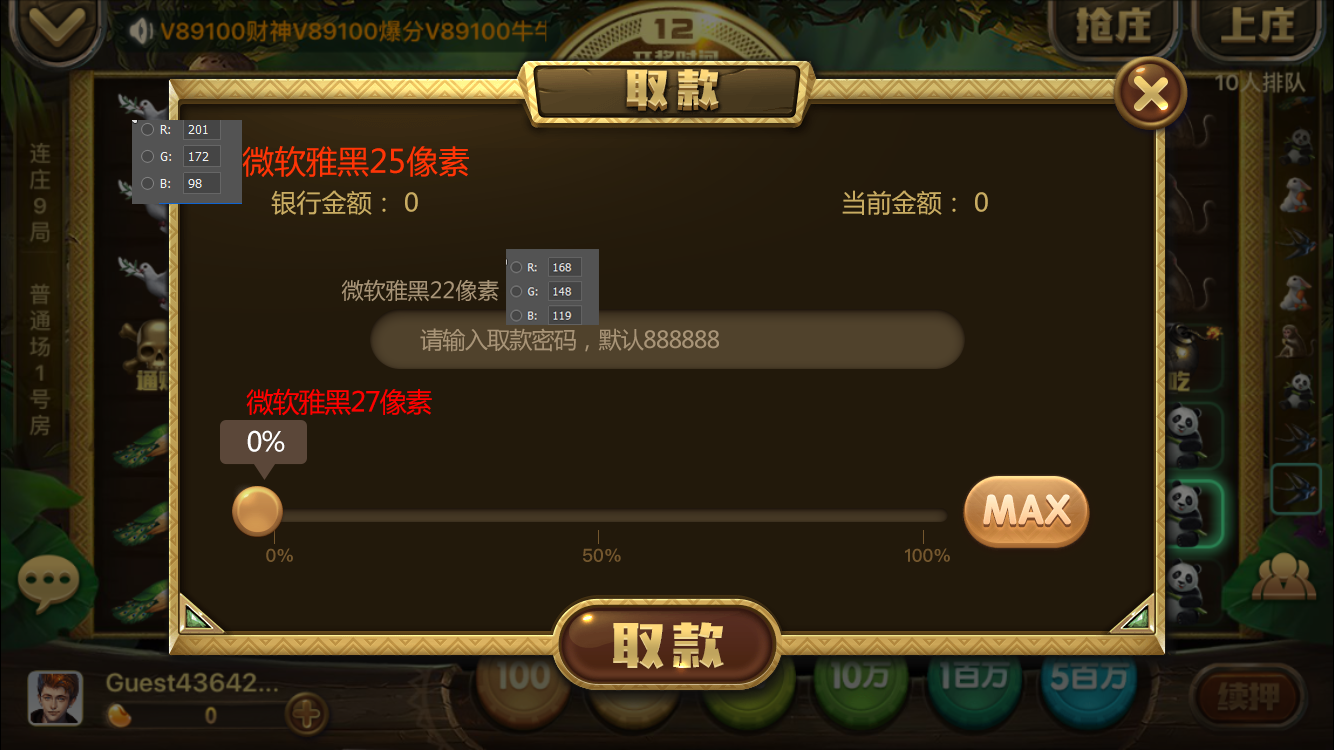 V89100财神V89100爆分V89100牛牛
12
开奖时间
抢庄
上庄
10人排队
取款
R: 201
G: 172
B: 98
微软雅黑25像素
银行金额： 0
当前金额： 0
连庄9局
普通场1号房
微软雅黑22像素
R: 168
G: 148
B: 119
请输入取款密码，默认888888
通
吃
微软雅黑27像素
0%
MAX
0%
50%
100%
取款
Guest43642...
0
100
10万
1百万
5百万
续押